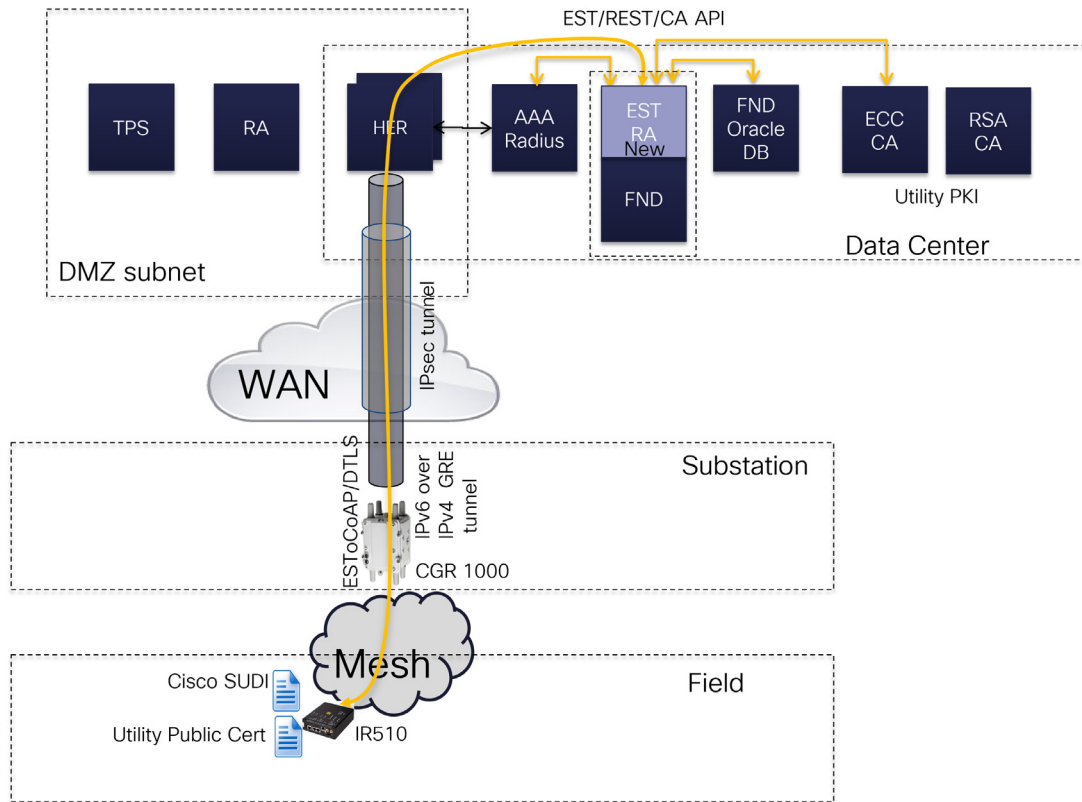 EST/REST/CA API
TPS
RA
HER
AAA
Radius
EST
RA
New
FND
FND
Oracle
DB
ECC
CA
RSA
CA
Utility PKI
Data Center
DMZ subnet
IPsec tunnel
WAN
Substation
ESToCoAP/DTLS
IPv6 over
IPv4 GRE
tunnel
CGR 1000
Mesh
Field
Cisco SUDI
Utility Public Cert
IR510